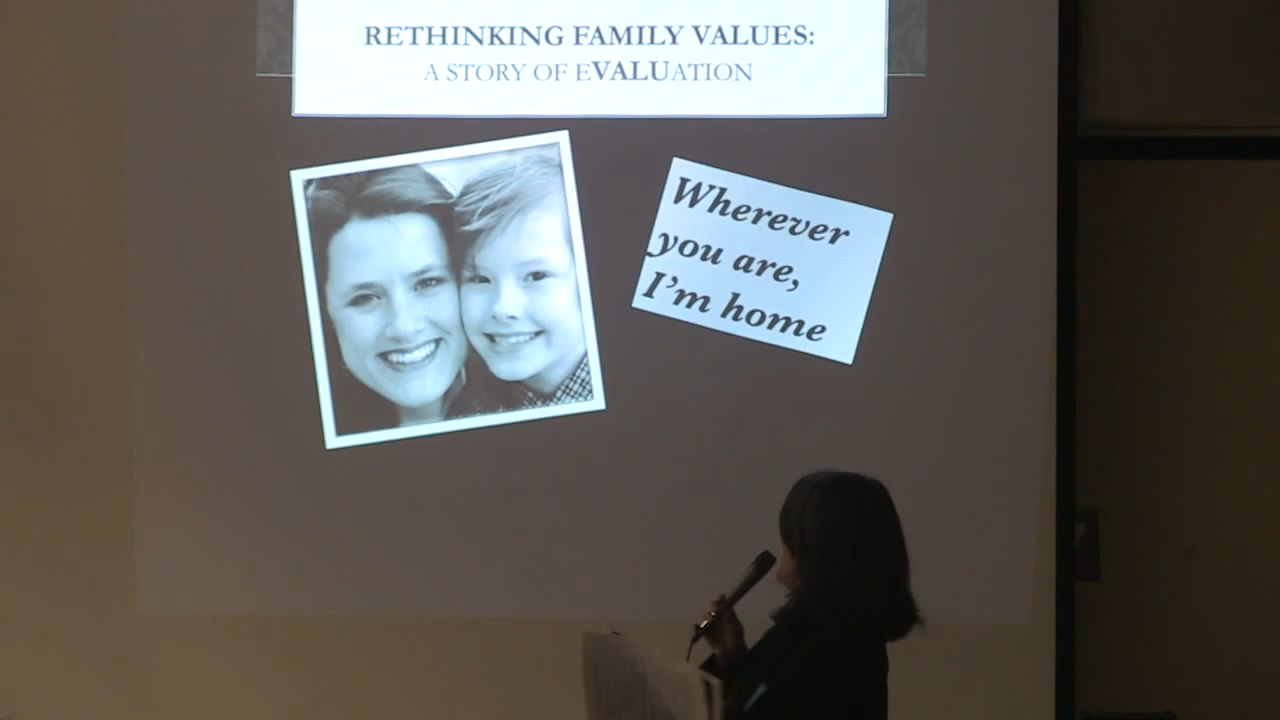 RETHINKING FAMILY VALUES:
A STORY OF EVALUATION
Wherever
you are,
I'm home